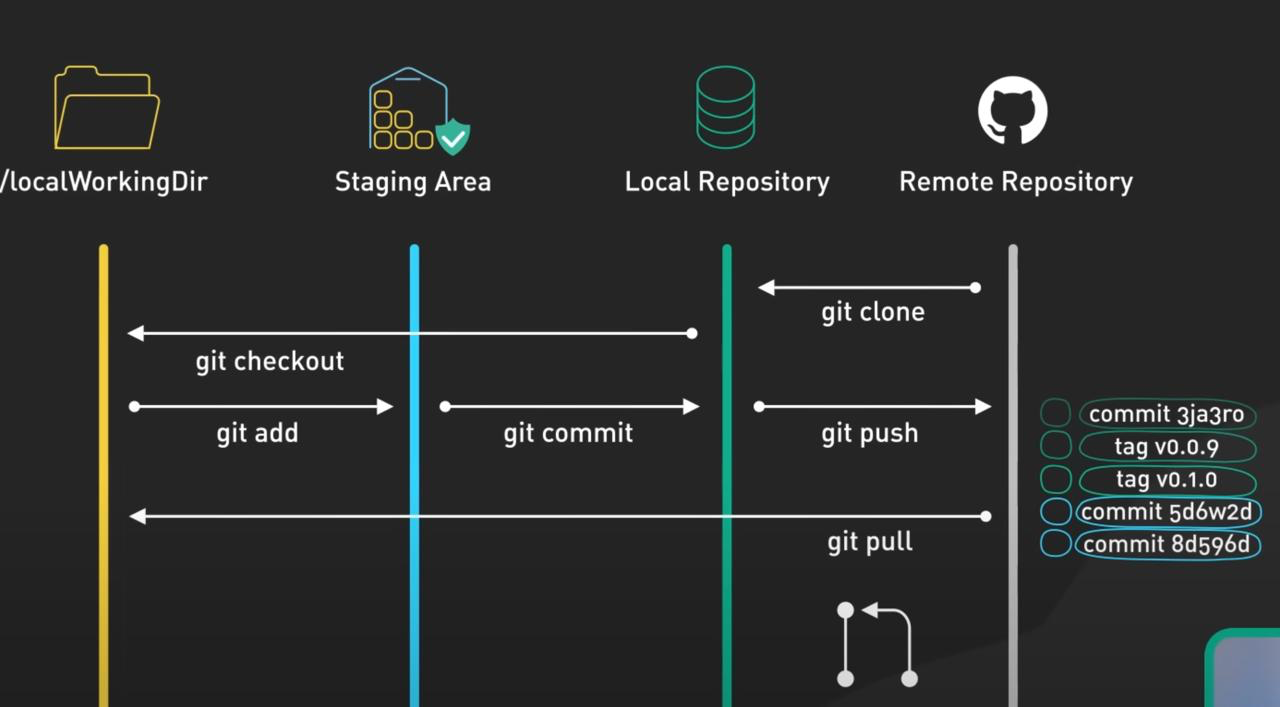 /localWorkingDir
Staging Area
Local Repository
Remote Repository
git clone
git checkout
git add
git commit
git push
commit 3ja3ro
tag v0.0.9
tag v0.1.0
commit 5d6w2d
commit 8d596d
git pull